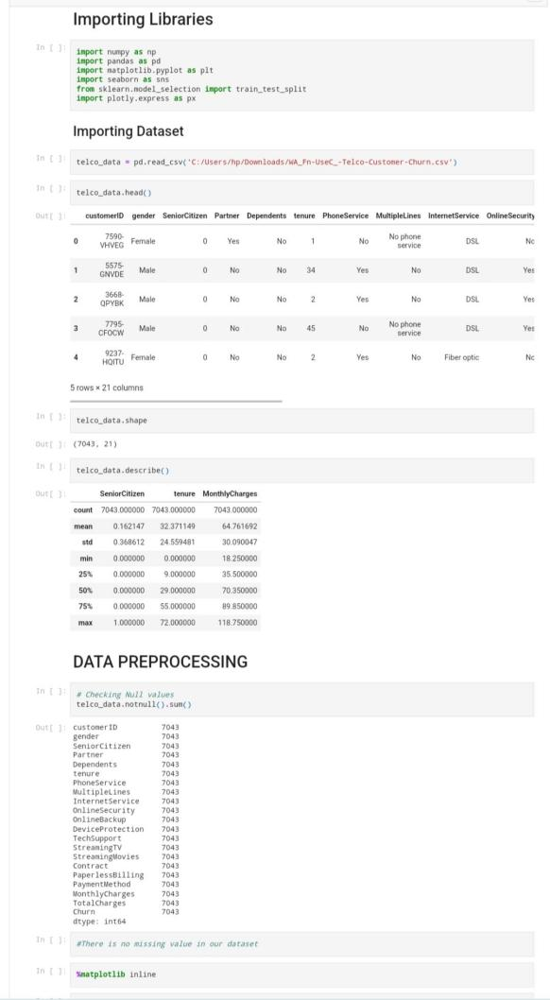 Importing Libraries
In [ ]:
import numpy as np
import pandas as pd
import matplotlib.pyplot as plt
import seaborn as sns
from sklearn.model_selection import train_test_split
import plotly.express as px
Importing Dataset
In [ ]: telco_data = pd.read_csv('C:/Users/hp/Downloads/WA_Fn-UseC_-Telco-Customer-Churn.csv')
In [ ]: telco_data.head()
Out[ ]: customerID gender SeniorCitizen Partner Dependents tenure PhoneService MultipleLines InternetService OnlineSecurity
0 7590-VHVEG Female 0 Yes No 1 No No phone service DSL No
1 5575-GNVDE Male 0 No No 34 Yes No DSL Yes
2 3668-QPYBK Male 0 No No 2 Yes No DSL Yes
3 7795-CFOCW Male 0 No No 45 No No phone service DSL Yes
4 9237-HQITU Female 0 No No 2 Yes No Fiber optic No
5 rows × 21 columns
In [ ]: telco_data.shape
Out[ ]: (7043, 21)
In [ ]: telco_data.describe()
Out[ ]: SeniorCitizen tenure MonthlyCharges
count 7043.000000 7043.000000 7043.000000
mean 0.162147 32.371149 64.761692
std 0.368612 24.559481 30.090047
min 0.000000 0.000000 18.250000
25% 0.000000 9.000000 35.500000
50% 0.000000 29.000000 70.350000
75% 0.000000 55.000000 89.850000
max 1.000000 72.000000 118.750000
DATA PREPROCESSING
In [ ]: # Checking Null values
telco_data.notnull().sum()
Out[ ]: customerID 7043
gender 7043
SeniorCitizen 7043
Partner 7043
Dependents 7043
tenure 7043
PhoneService 7043
MultipleLines 7043
InternetService 7043
OnlineSecurity 7043
OnlineBackup 7043
DeviceProtection 7043
TechSupport 7043
StreamingTV 7043
StreamingMovies 7043
Contract 7043
PaperlessBilling 7043
PaymentMethod 7043
MonthlyCharges 7043
TotalCharges 7043
Churn 7043
dtype: int64
In [ ]: #There is no missing value in our dataset
In [ ]: %matplotlib inline